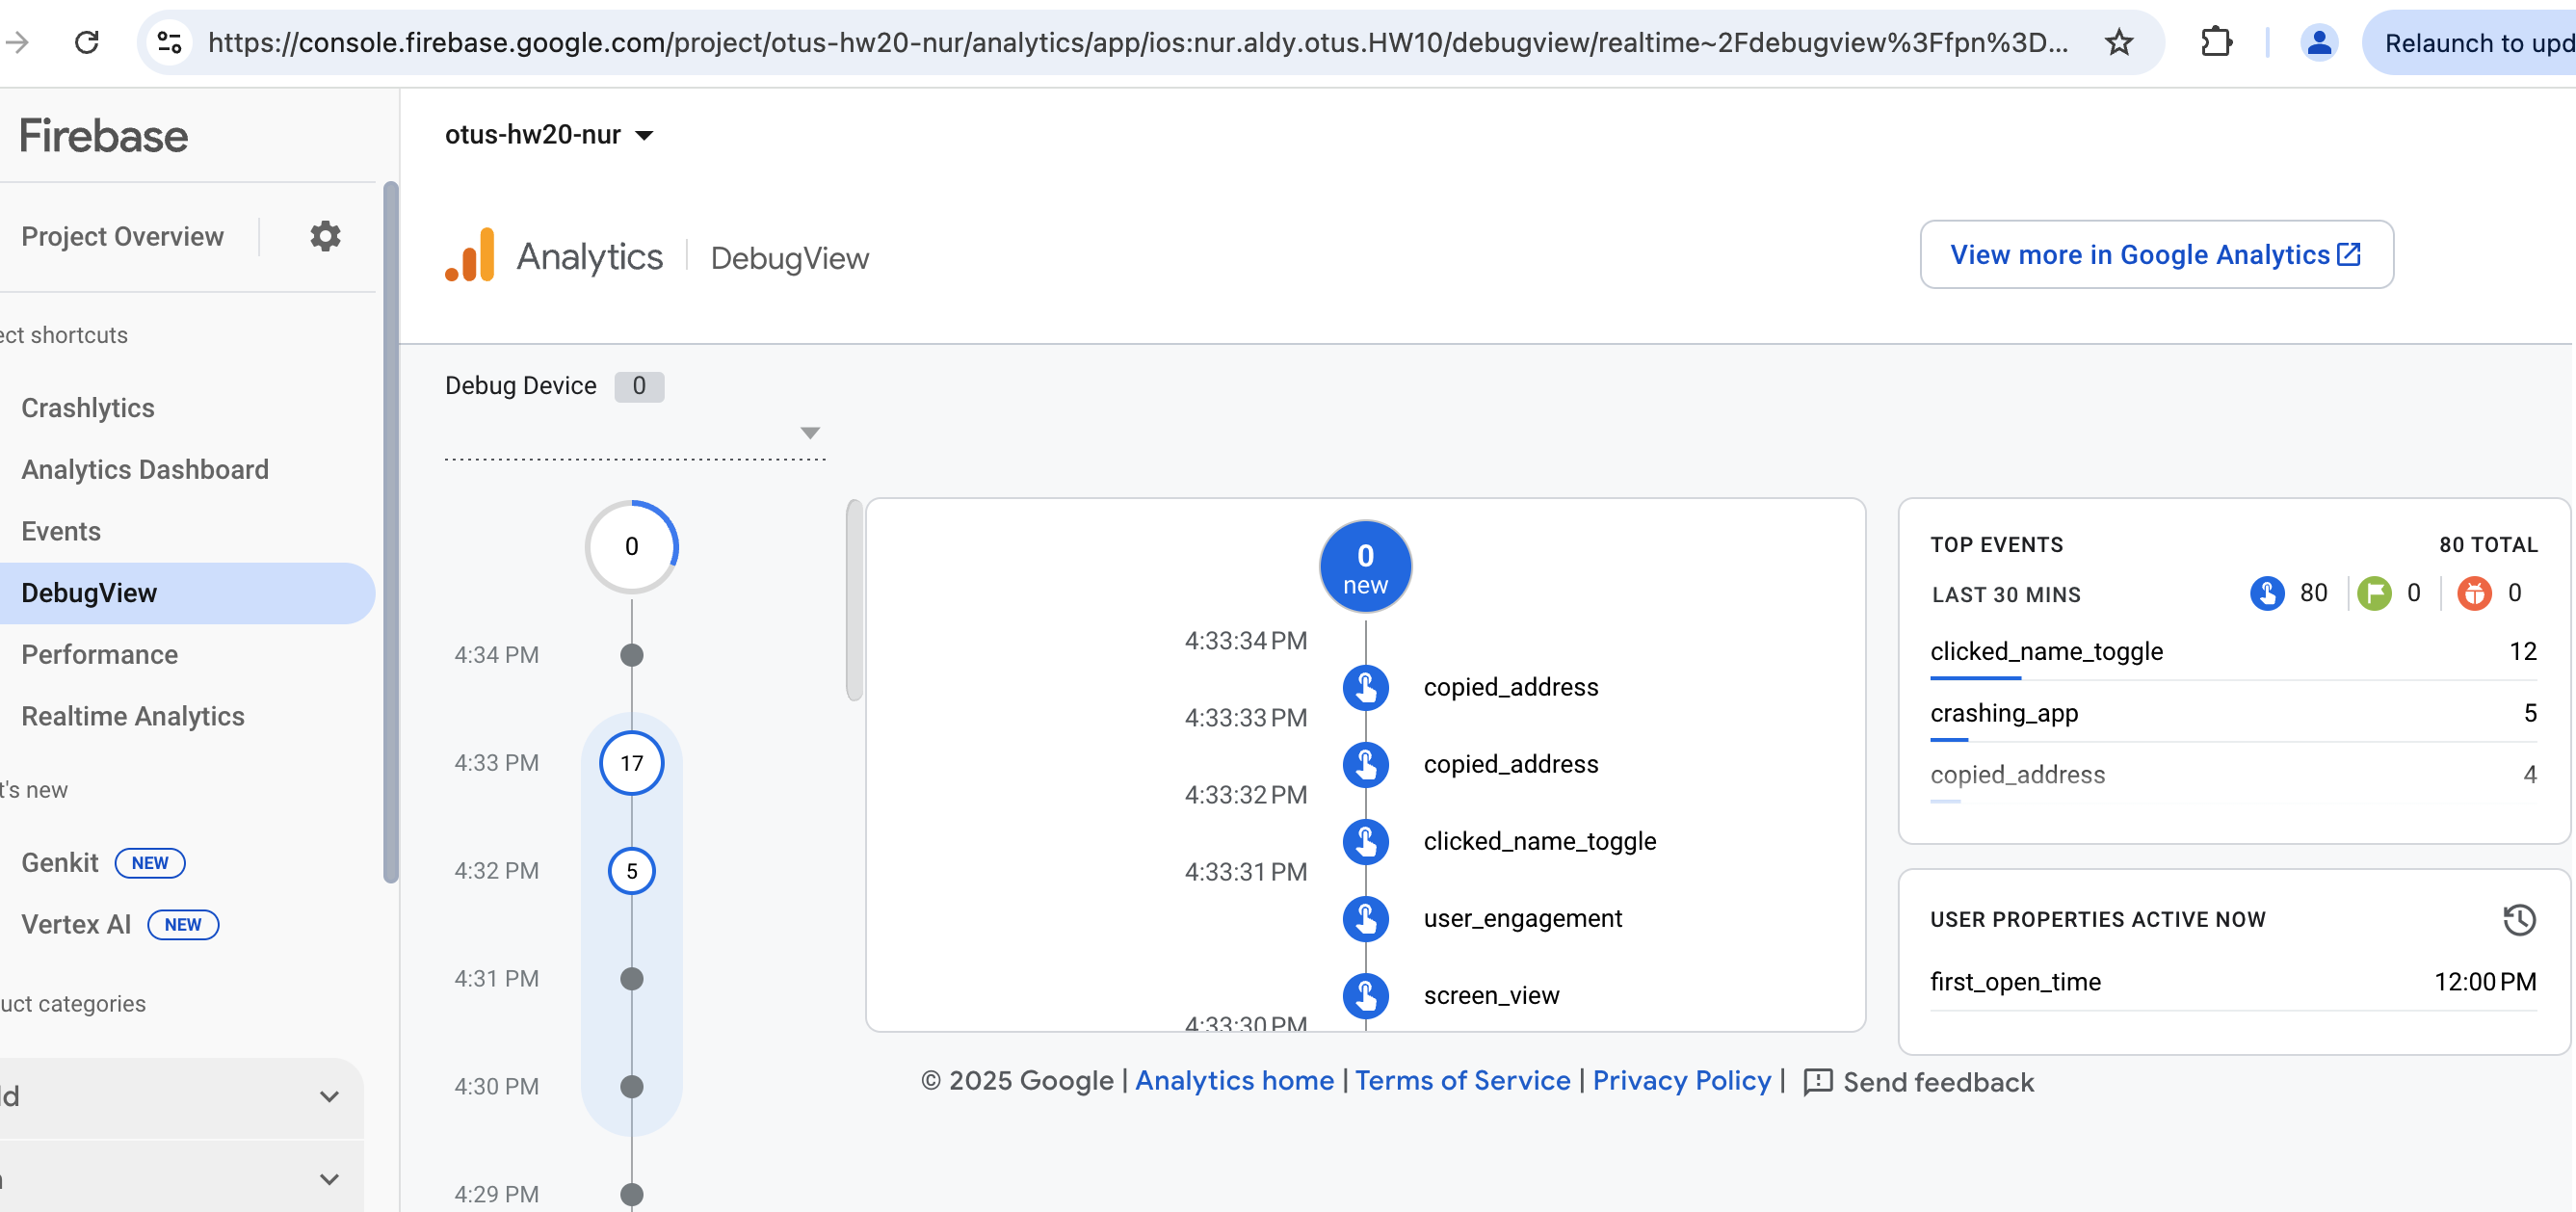 https://console.firebase.google.com/project/otus-hw20-nur/analytics/app/ios:nur.aldy.otus.HW10/debugview/realtime~2Fdebugview%3Ffpn%3D...
Relaunch to upd
Firebase
Project Overview
ect shortcuts
Crashlytics
Analytics Dashboard
Events
DebugView
Performance
Realtime Analytics
t's new
Genkit NEW
Vertex AI NEW
uct categories
ld
otus-hw20-nur
Analytics
DebugView
View more in Google Analytics
Debug Device 0
0
4:34 PM
4:33 PM 17
4:32 PM 5
4:31 PM
4:30 PM
4:29 PM
0
new
4:33:34 PM
copied_address
4:33:33 PM
copied_address
4:33:32 PM
clicked_name_toggle
4:33:31 PM
user_engagement
screen_view
4:33:30 PM
TOP EVENTS 80 TOTAL
LAST 30 MINS 80 0 0
clicked_name_toggle 12
crashing_app 5
copied_address 4
USER PROPERTIES ACTIVE NOW
first_open_time 12:00 PM
© 2025 Google | Analytics home | Terms of Service | Privacy Policy | Send feedback